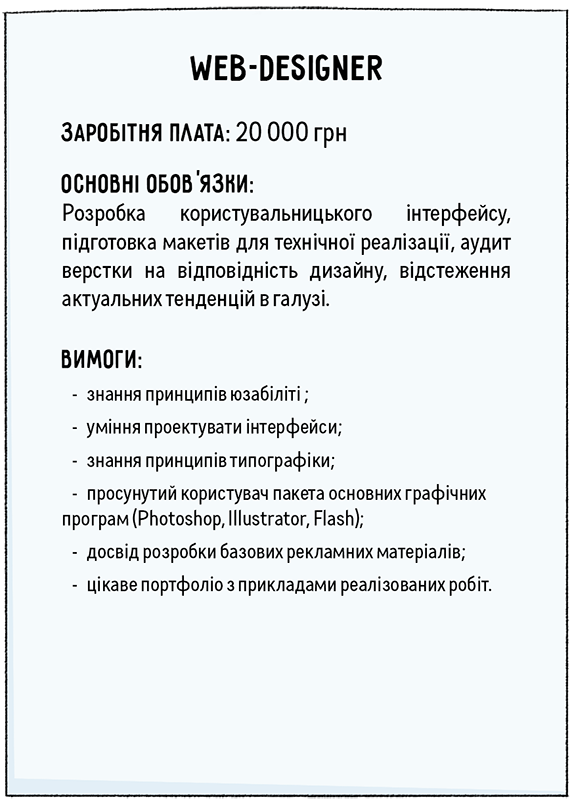 WEB-DESIGNER
ЗАРОБІТНЯ ПЛАТА: 20 000 грн
ОСНОВНІ ОБОВ'ЯЗКИ:
Розробка користувальницького інтерфейсу,
підготовка макетів для технічної реалізації, аудит
верстки на відповідність дизайну, відстеження
актуальних тенденцій в галузі.
ВИМОГИ:
- знання принципів юзабіліті ;
- уміння проектувати інтерфейси;
- знання принципів типографіки;
- просунутий користувач пакета основних графічних
програм (Photoshop, Illustrator, Flash);
- досвід розробки базових рекламних матеріалів;
- цікаве портфоліо з прикладами реалізованих робіт.